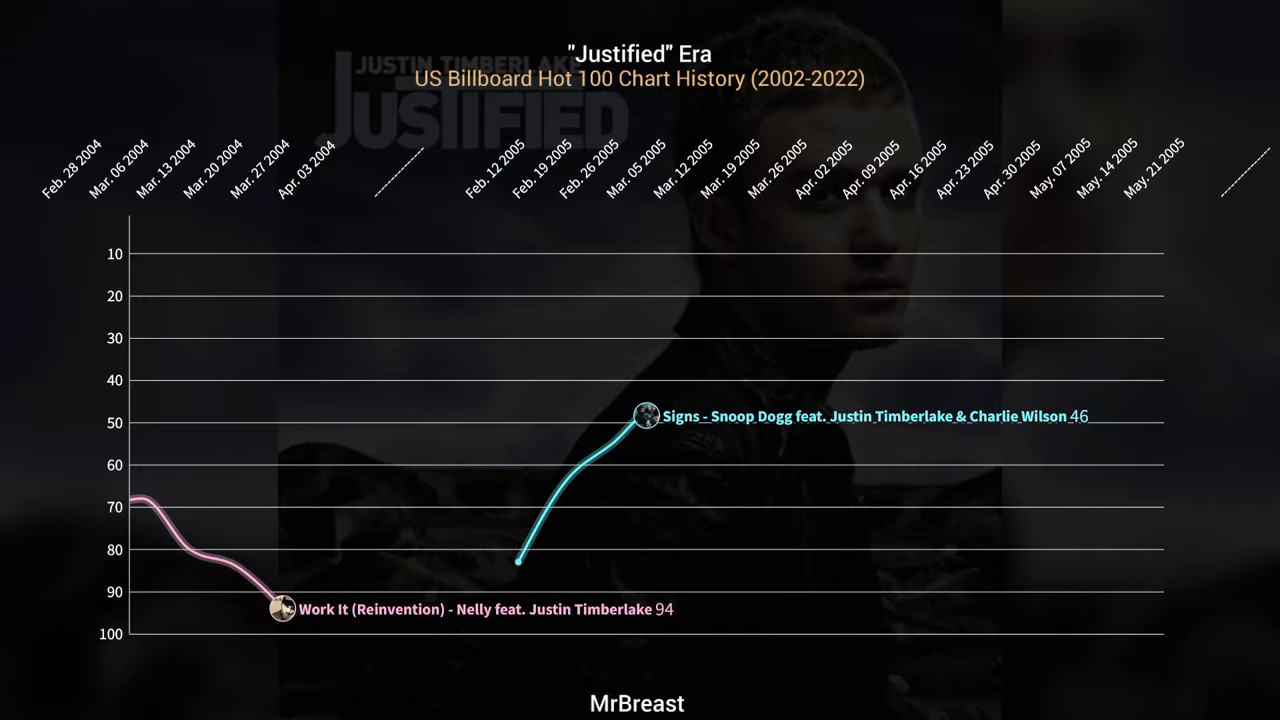 "Justified" Era
US Billboard Hot 100 Chart History (2002-2022)
JUSTIN TIMBERLAKE
JUSTIFIED
Feb. 28 2004
Mar. 06 2004
Mar. 13 2004
Mar. 20 2004
Mar. 27 2004
Apr. 03 2004
Feb. 12 2005
Feb. 19 2005
Feb. 26 2005
Mar. 05 2005
Mar. 12 2005
Mar. 19 2005
Mar. 26 2005
Apr. 02 2005
Apr. 09 2005
Apr. 16 2005
Apr. 23 2005
Apr. 30 2005
May. 07 2005
May. 14 2005
May. 21 2005
10
20
30
40
Signs - Snoop Dogg feat. Justin Timberlake & Charlie Wilson 46
50
60
70
80
90
Work It (Reinvention) - Nelly feat. Justin Timberlake 94
100
MrBreast